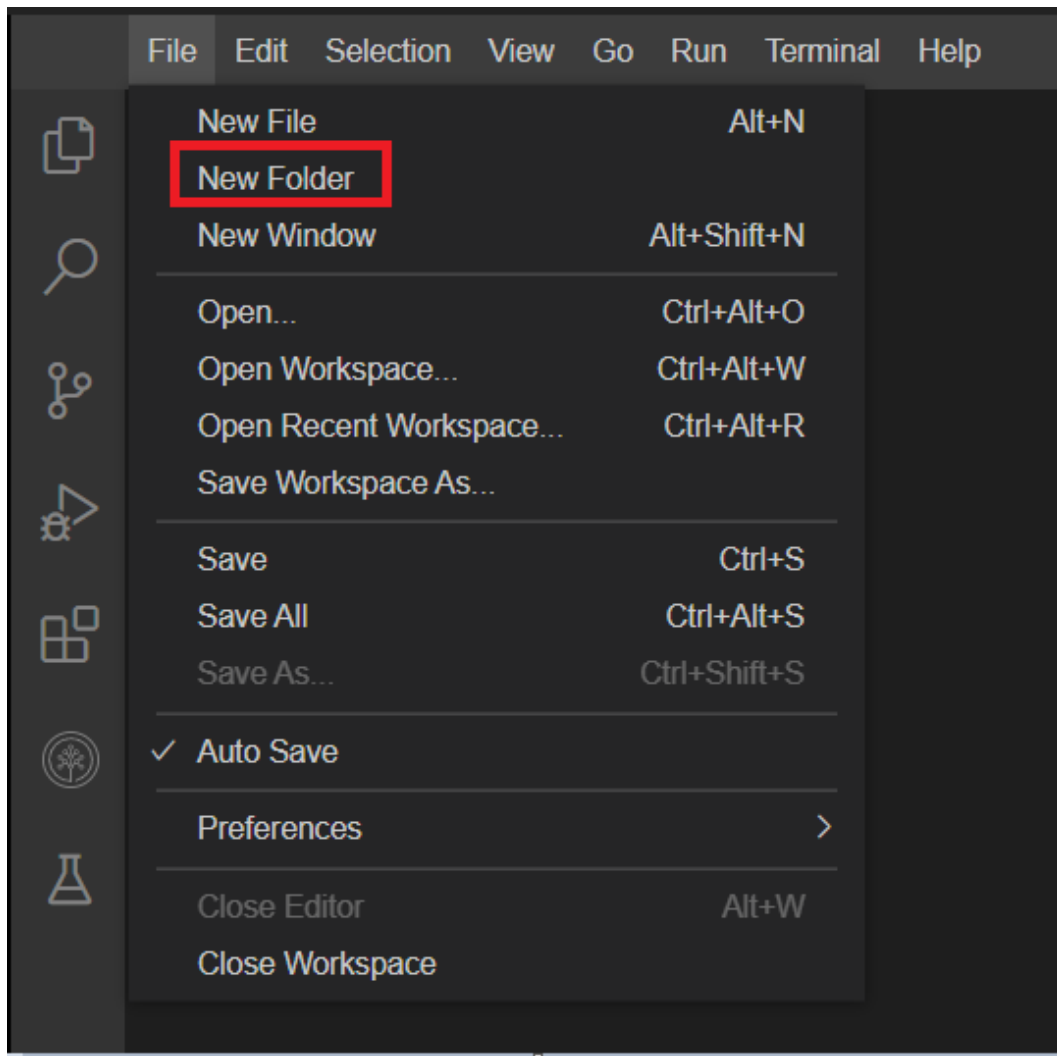 File Edit Selection View Go Run Terminal Help
New File Alt+N
New Folder
New Window Alt+Shift+N
Open... Ctrl+Alt+O
Open Workspace... Ctrl+Alt+W
Open Recent Workspace... Ctrl+Alt+R
Save Workspace As...
Save Ctrl+S
Save All Ctrl+Alt+S
Save As... Ctrl+Shift+S
Auto Save
Preferences
Close Editor Alt+W
Close Workspace